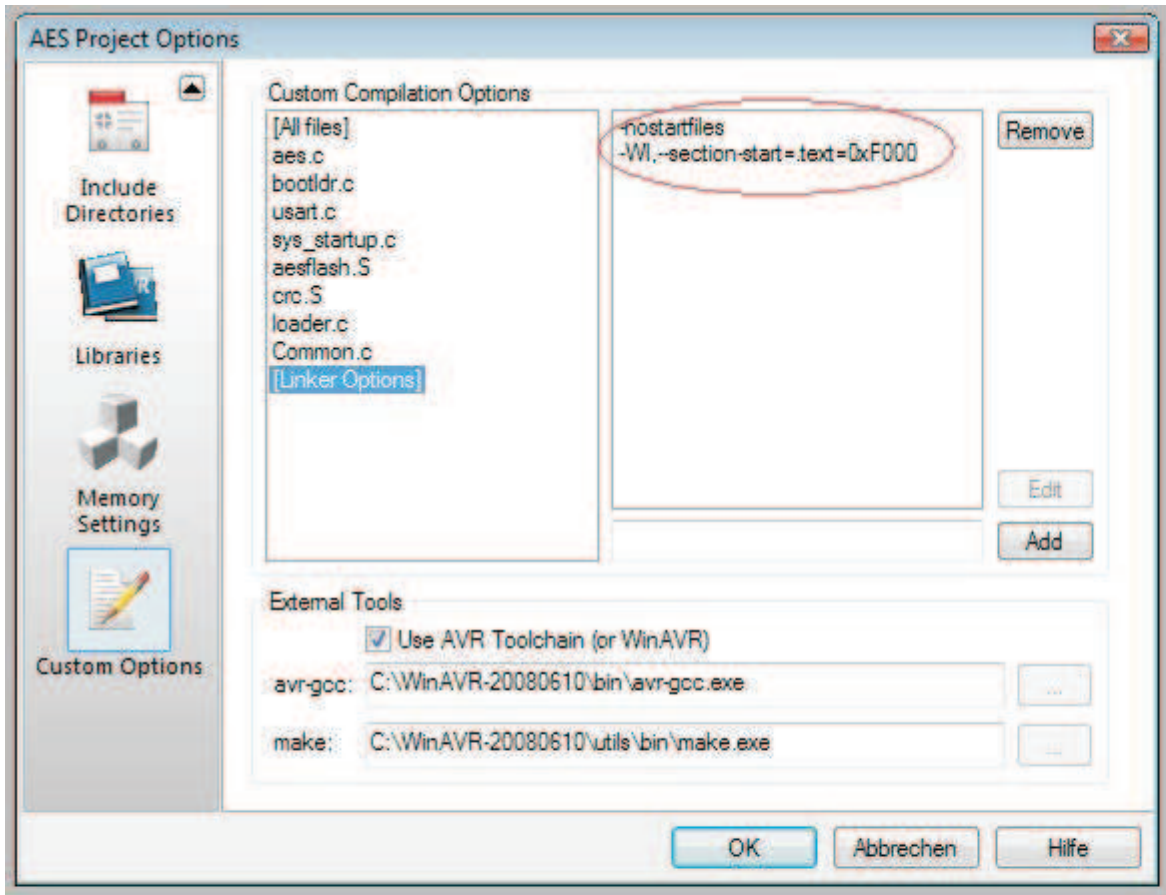 AES Project Options
Include
Directories
Libraries
Memory
Settings
Custom Options
Custom Compilation Options
[All files]
aes.c
bootldr.c
usart.c
sys_startup.c
aesflash.S
crc.S
loader.c
Common.c
[Linker Options]
-nostartfiles
-Wl,--section-start=.text=0xF000
Remove
Edit
Add
External Tools
Use AVR Toolchain (or WinAVR)
avr-gcc: C:\WinAVR-20080610\bin\avr-gcc.exe ...
make: C:\WinAVR-20080610\utils\bin\make.exe ...
OK Abbrechen Hilfe